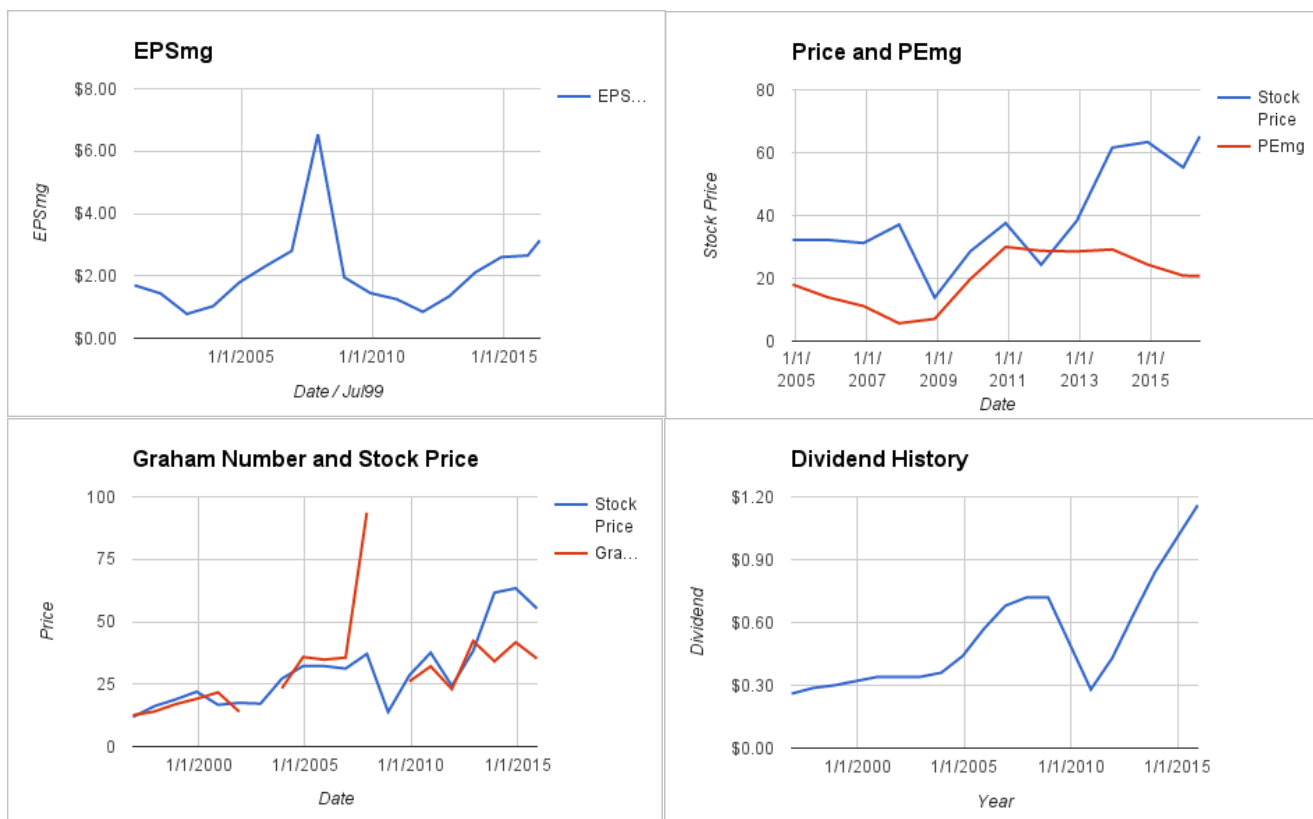 EPSmg
$8.00
$6.00
$4.00
$2.00
$0.00
EPSmg
1/1/2005
1/1/2010
1/1/2015
Date / Jul99
EPS...
Price and PEmg
80
60
40
20
0
Stock Price
1/1/
2005
1/1/
2007
1/1/
2009
1/1/
2011
1/1/
2013
1/1/
2015
Date
Stock
Price
PEmg
Graham Number and Stock Price
100
75
50
25
0
Price
1/1/2000
1/1/2005
1/1/2010
1/1/2015
Date
Stock
Price
Gra...
Dividend History
$1.20
$0.90
$0.60
$0.30
$0.00
Dividend
1/1/2000
1/1/2005
1/1/2010
1/1/2015
Year